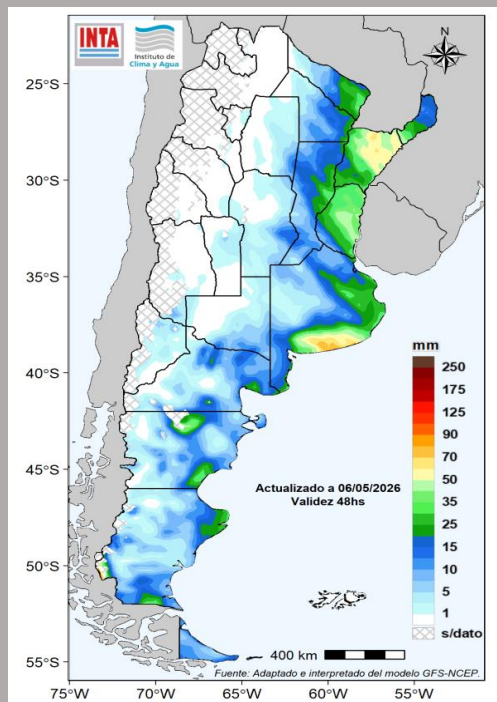 INTA
Instituto de
Clima y Agua
N
25°S
30°S
35°S
40°S
45°S
50°S
55°S
mm
250
175
125
90
70
50
35
25
15
10
5
1
s/dato
Actualizado a 06/05/2026
Validez 48hs
400 km
Fuente: Adaptado e interpretado del modelo GFS-NCEP.
75°W
70°W
65°W
60°W
55°W